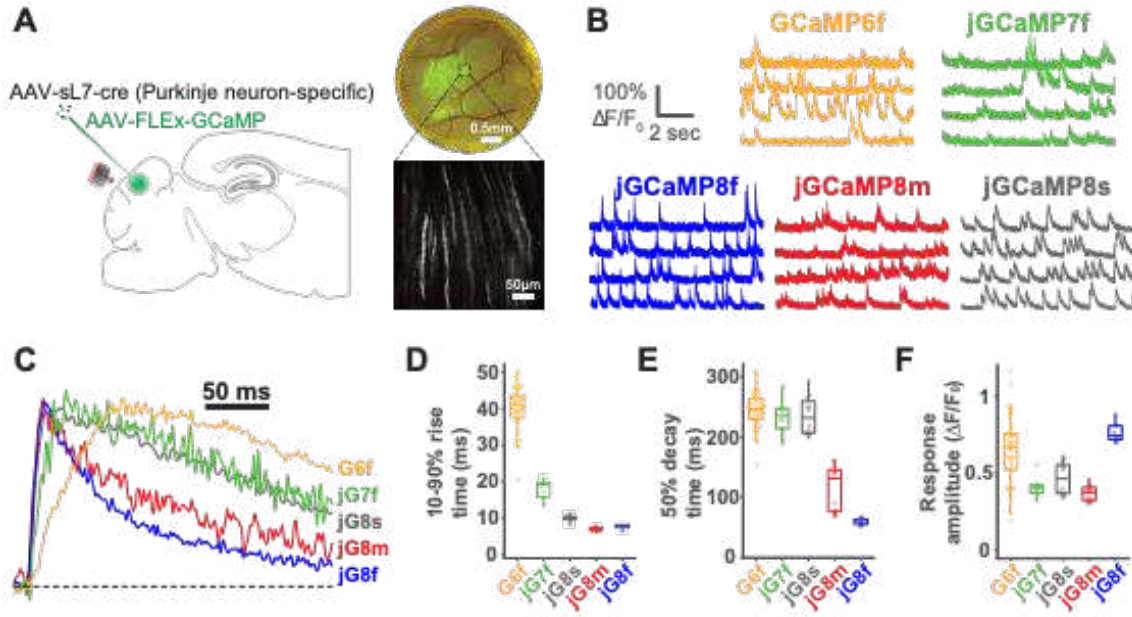 A
AAV-sL7-cre (Purkinje neuron-specific)
AAV-FLEx-GCaMP
0.5mm
50µm
B
GCaMP6f
jGCaMP7f
100%
ΔF/F0
2 sec
jGCaMP8f
jGCaMP8m
jGCaMP8s
C
50 ms
G6f
jG7f
jG8s
jG8m
jG8f
D
10-90% rise
time (ms)
50
40
30
20
10
0
G6f
jG7f
jG8s
jG8m
jG8f
E
50% decay
time (ms)
300
200
100
0
G6f
jG7f
jG8s
jG8m
jG8f
F
Response
amplitude (ΔF/F0)
1
0.5
0
G6f
jG7f
jG8s
jG8m
jG8f